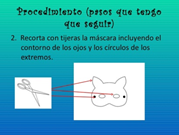 Procedimiento (pasos que tengo
que seguir)
2. Recorta con tijeras la máscara incluyendo el
contorno de los ojos y los círculos de los
extremos.